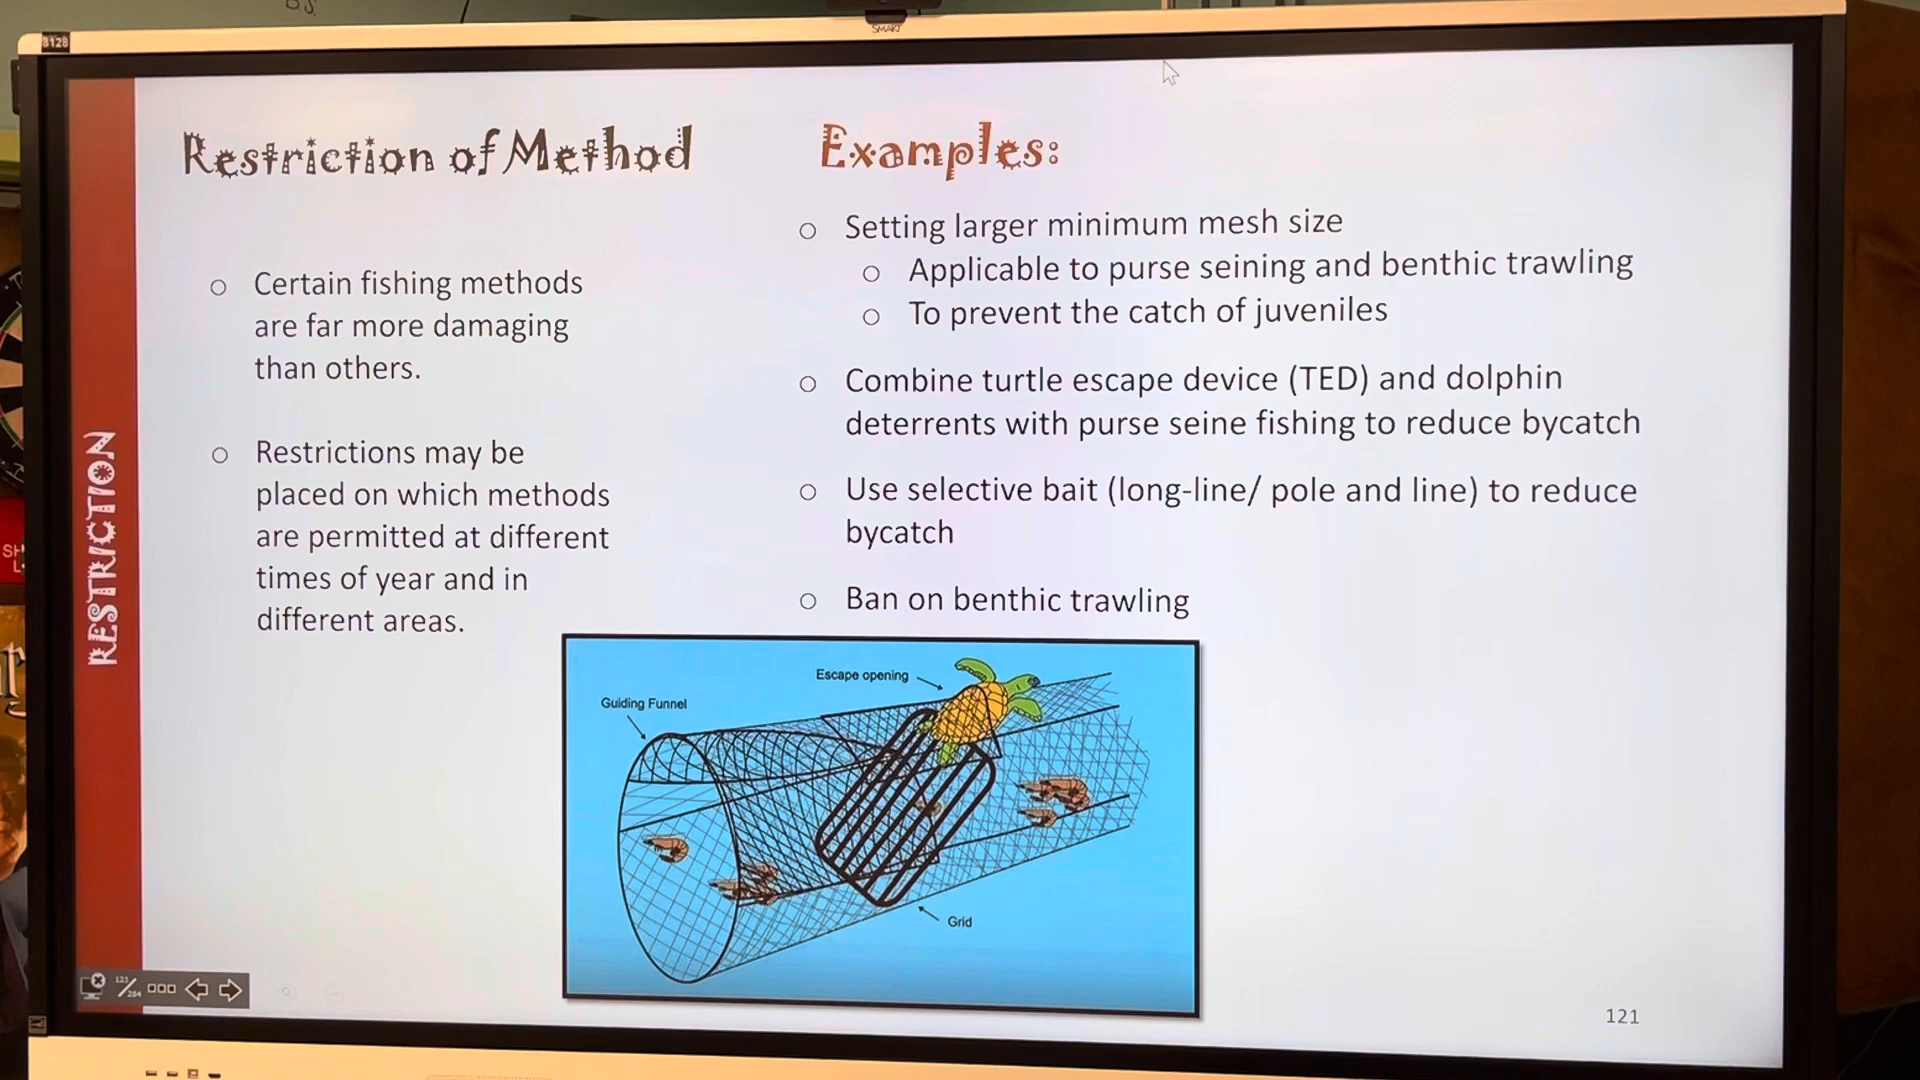 B128
SMART
Restriction of Method
Examples:
○ Certain fishing methods
are far more damaging
than others.
○ Restrictions may be
placed on which methods
are permitted at different
times of year and in
different areas.
○ Setting larger minimum mesh size
○ Applicable to purse seining and benthic trawling
○ To prevent the catch of juveniles
○ Combine turtle escape device (TED) and dolphin
deterrents with purse seine fishing to reduce bycatch
○ Use selective bait (long-line/ pole and line) to reduce
bycatch
○ Ban on benthic trawling
RESTRICTION
Escape opening
Guiding Funnel
Grid
121/204
121